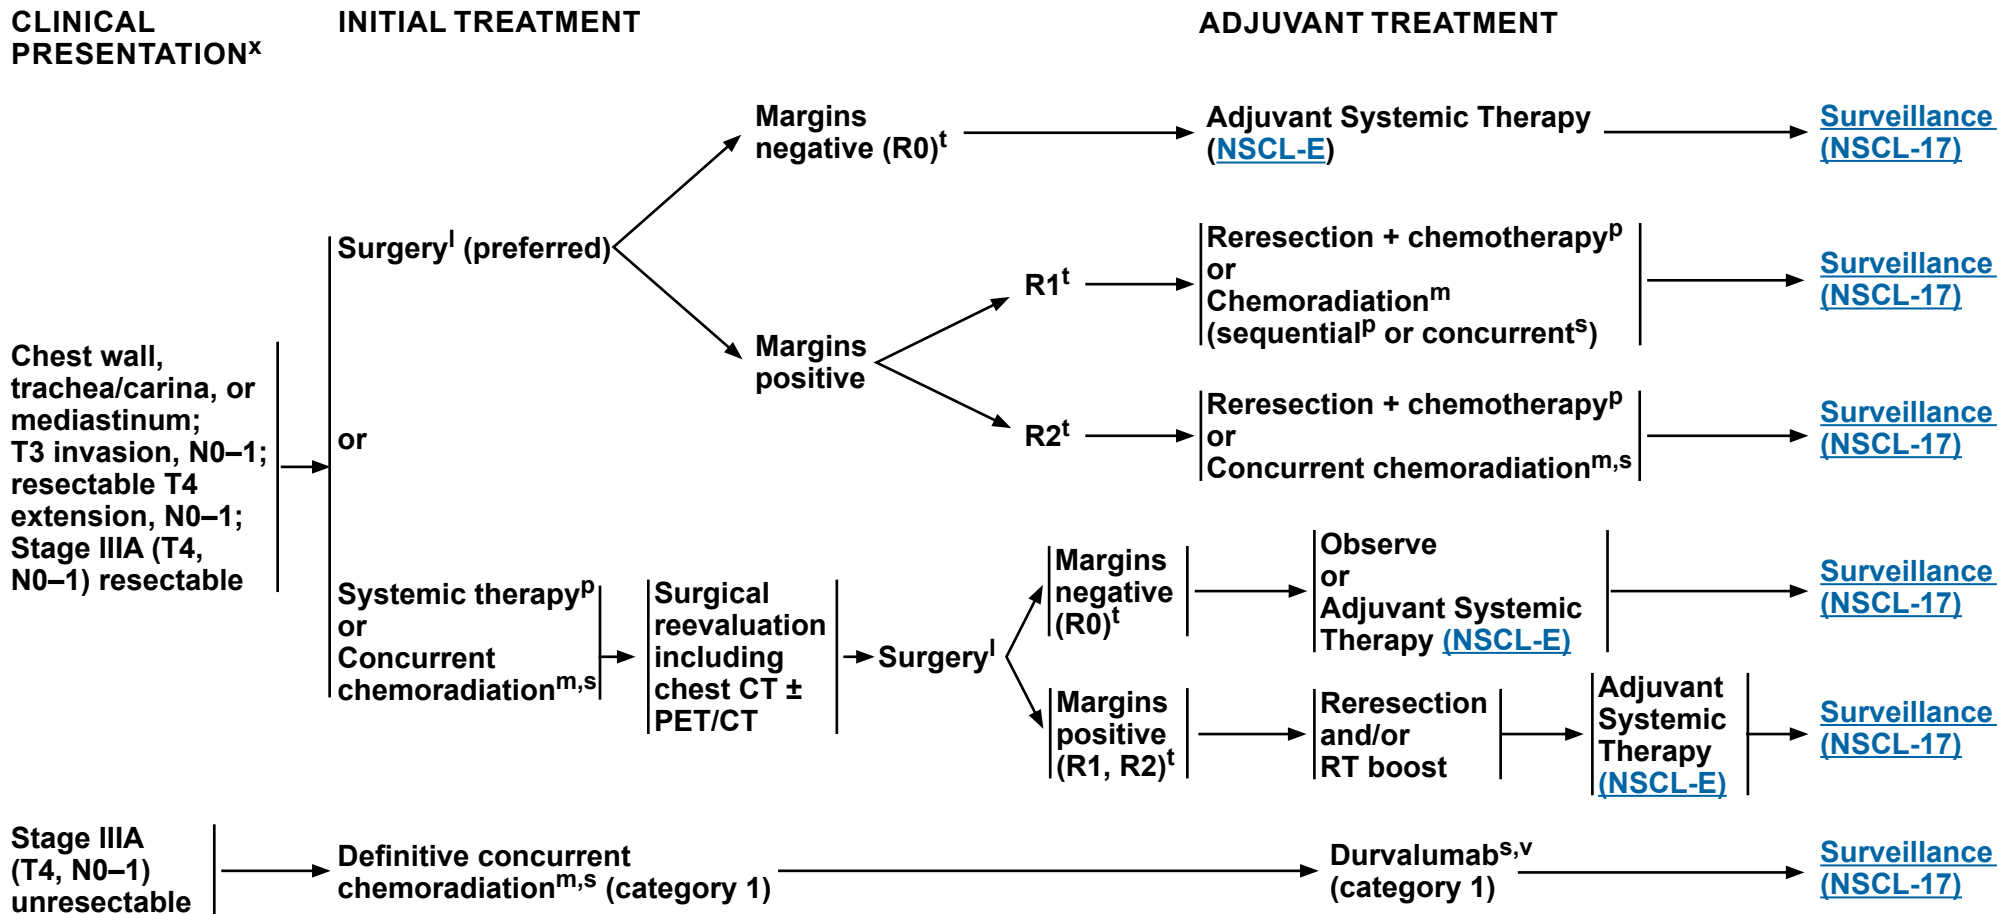 CLINICAL
PRESENTATIONˣ
INITIAL TREATMENT
ADJUVANT TREATMENT
Chest wall,
trachea/carina, or
mediastinum;
T3 invasion, N0–1;
resectable T4
extension, N0–1;
Stage IIIA (T4,
N0–1) resectable
Surgeryˡ (preferred)
Margins
negative (R0)ᵗ
Adjuvant Systemic Therapy
(NSCL-E)
Surveillance
(NSCL-17)
Margins
positive
R1ᵗ
Reresection + chemotherapyᵖ
or
Chemoradiationᵐ
(sequentialᵖ or concurrentˢ)
Surveillance
(NSCL-17)
R2ᵗ
Reresection + chemotherapyᵖ
or
Concurrent chemoradiationᵐ,ˢ
Surveillance
(NSCL-17)
or
Systemic therapyᵖ
or
Concurrent
chemoradiationᵐ,ˢ
Surgical
reevaluation
including
chest CT ±
PET/CT
Surgeryˡ
Margins
negative
(R0)ᵗ
Observe
or
Adjuvant Systemic
Therapy (NSCL-E)
Surveillance
(NSCL-17)
Margins
positive
(R1, R2)ᵗ
Reresection
and/or
RT boost
Adjuvant
Systemic
Therapy
(NSCL-E)
Surveillance
(NSCL-17)
Stage IIIA
(T4, N0–1)
unresectable
Definitive concurrent
chemoradiationᵐ,ˢ (category 1)
Durvalumabˢ,ᵛ
(category 1)
Surveillance
(NSCL-17)